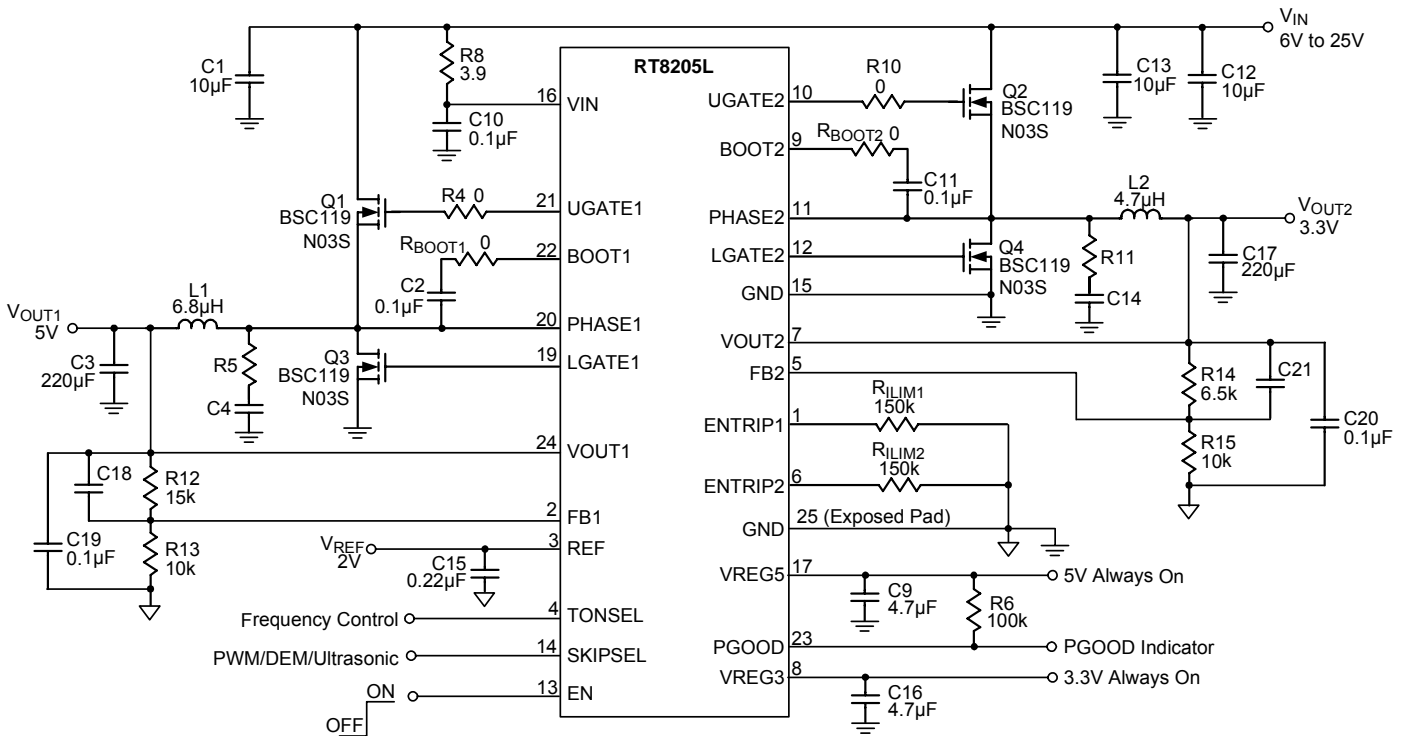 RT8205L
VIN
6V to 25V
C1
10µF
R8
3.9
16 VIN
C10
0.1µF
UGATE2 10
R10
0
Q2
BSC119
N03S
C13
10µF
C12
10µF
BOOT2 9
RBOOT2 0
C11
0.1µF
Q1
BSC119
N03S
R4 0
21 UGATE1
RBOOT1 0
22 BOOT1
C2
0.1µF
PHASE2 11
L2
4.7µH
VOUT2
3.3V
LGATE2 12
Q4
BSC119
N03S
R11
C14
C17
220µF
GND 15
VOUT1
5V
L1
6.8µH
20 PHASE1
C3
220µF
R5
C4
Q3
BSC119
N03S
19 LGATE1
VOUT2 7
FB2 5
R14
6.5k
C21
R15
10k
C20
0.1µF
ENTRIP1 1
RILIM1
150k
ENTRIP2 6
RILIM2
150k
24 VOUT1
C18
R12
15k
2 FB1
C19
0.1µF
R13
10k
GND 25 (Exposed Pad)
VREF
2V
3 REF
C15
0.22µF
VREG5 17
5V Always On
C9
4.7µF
R6
100k
Frequency Control
4 TONSEL
PGOOD 23
PGOOD Indicator
PWM/DEM/Ultrasonic
14 SKIPSEL
VREG3 8
3.3V Always On
C16
4.7µF
ON
13 EN
OFF